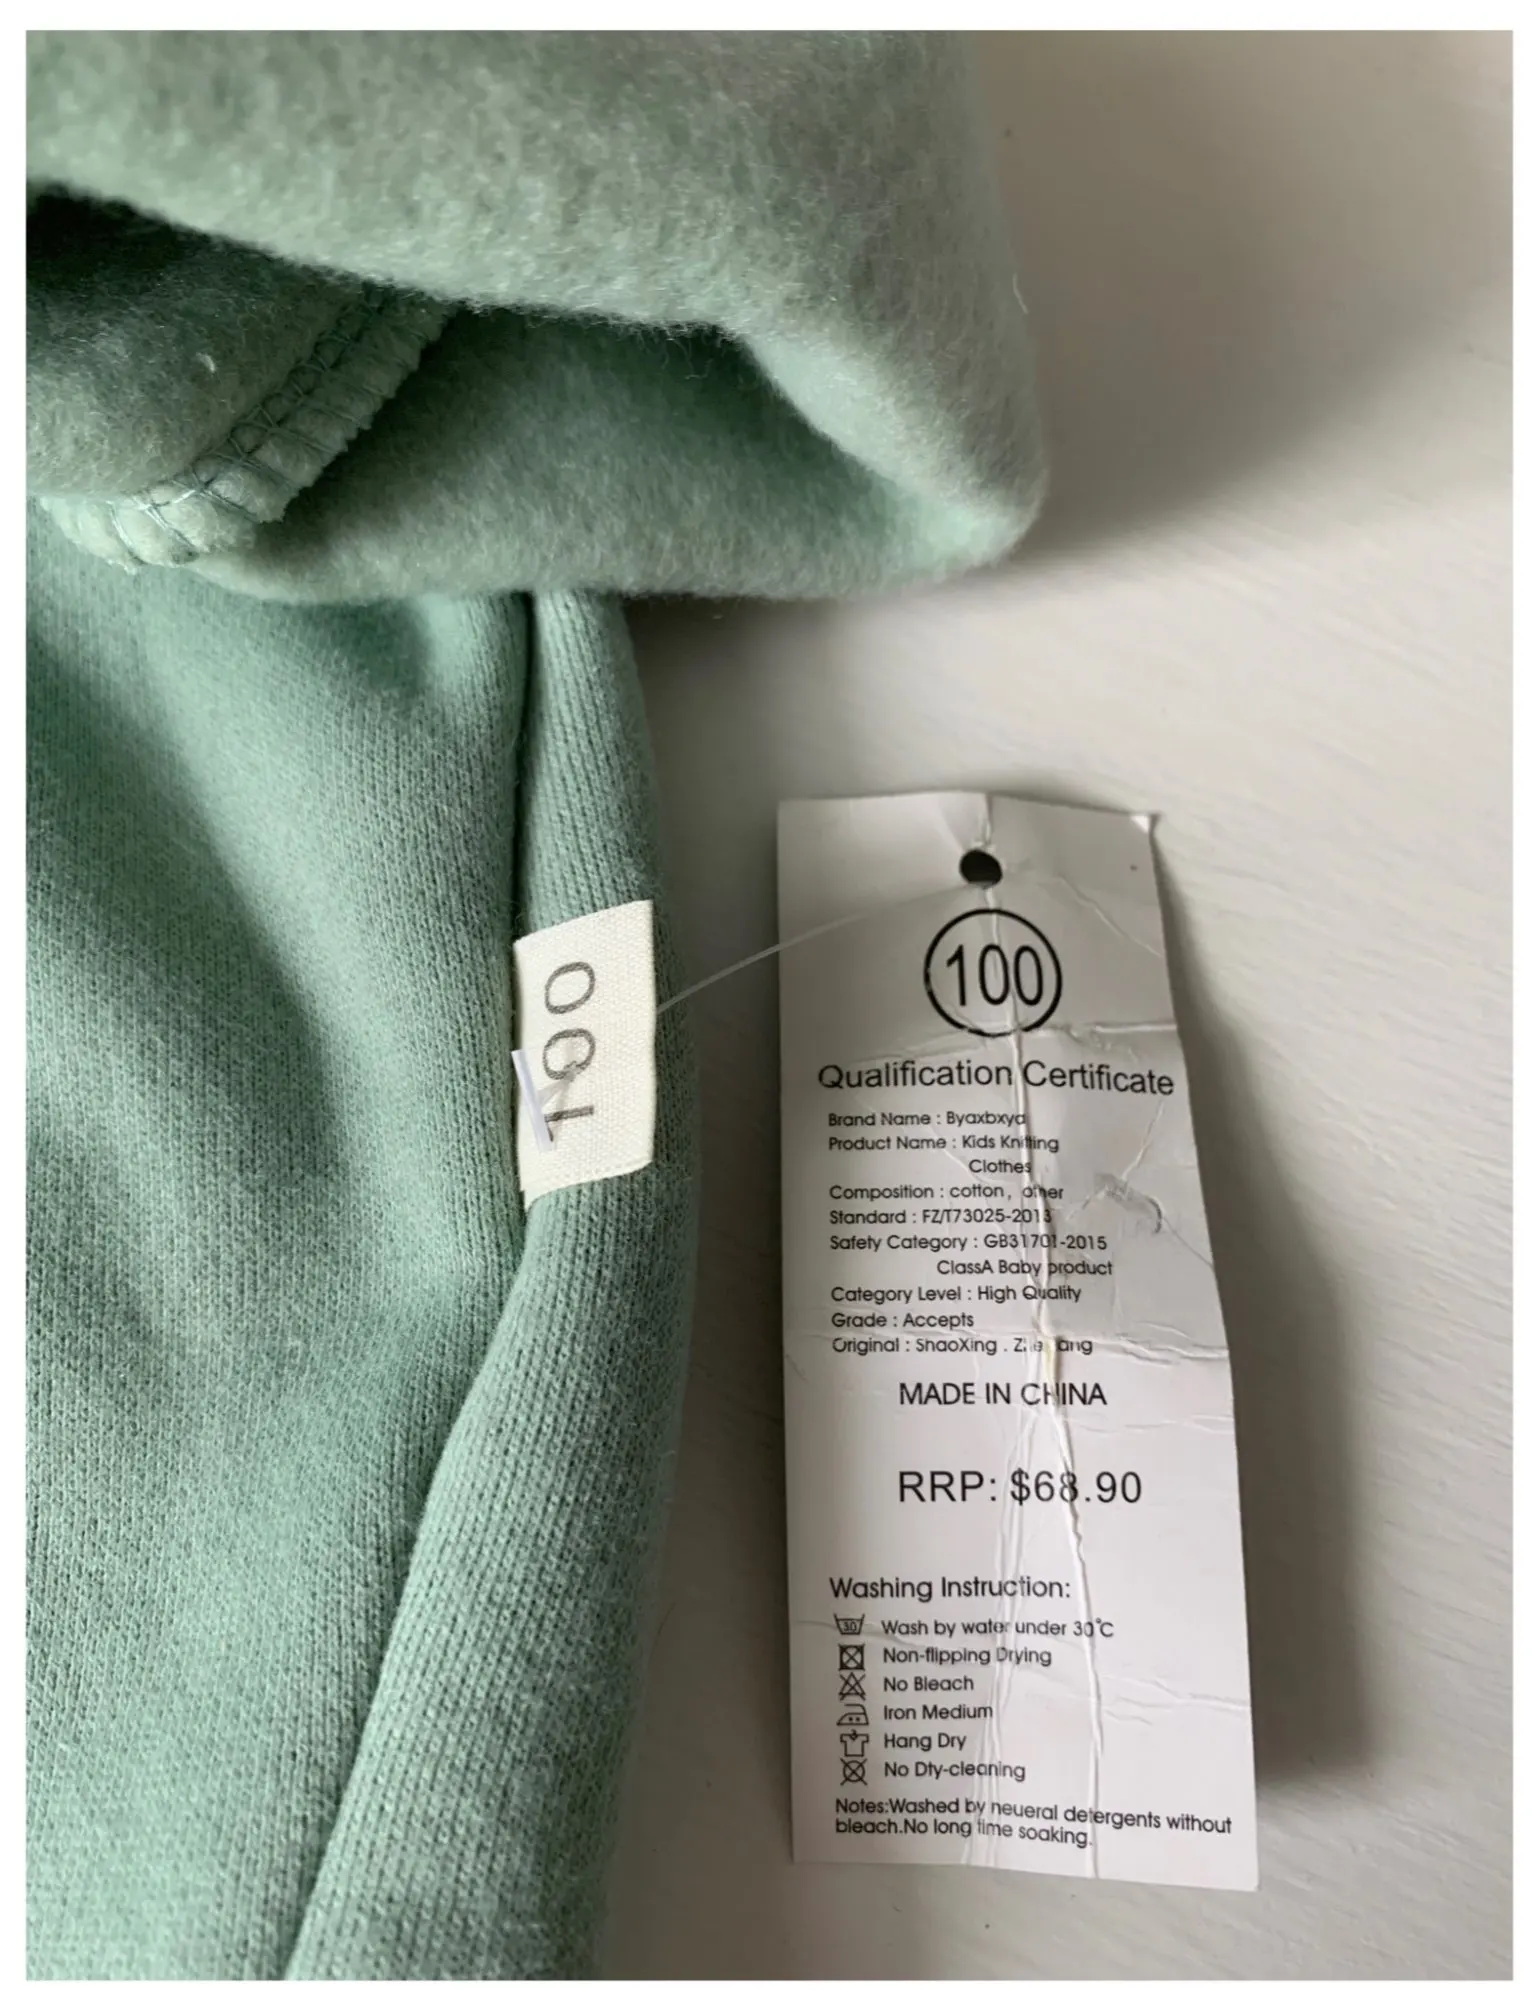 OGT
100
Qualification Certificate
Brand Name : Byaxbxya
Product Name : Kids Knitting
Clothes
Composition : cotton, other
Standard : FZ/T73025-2013
Safety Category : GB31701-2015
ClassA Baby product
Category Level : High Quality
Grade : Accepts
Original : ShaoXing .
MADE IN CHINA
RRP: $68.90
Washing Instruction:
30 Wash by water under 30°C
Non-flipping Drying
No Bleach
Iron Medium
Hang Dry
No Dty-cleaning
Notes:Washed by neueral detergents without
bleach.No long time soaking.